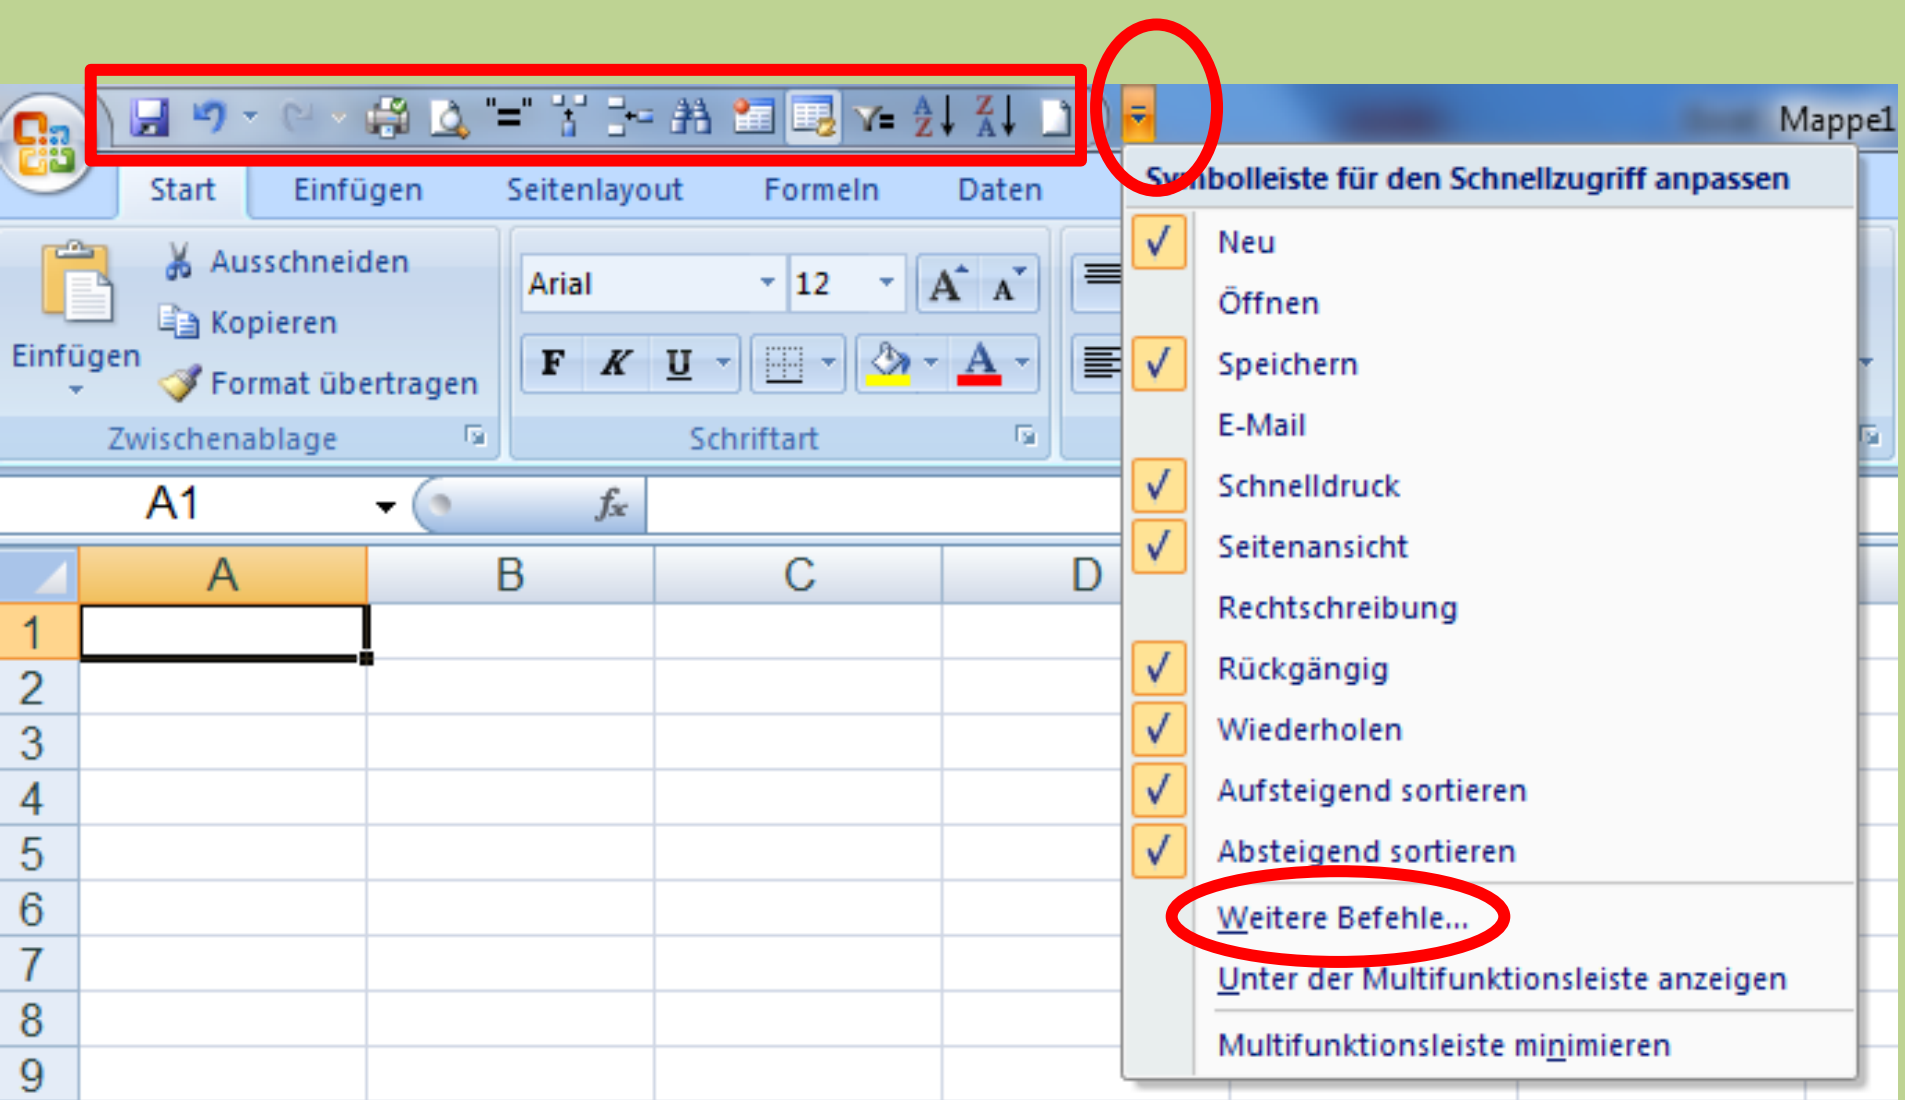 "="
A
Z
Z
A
Mappe1
Start Einfügen Seitenlayout Formeln Daten
Einfügen
Ausschneiden
Kopieren
Format übertragen
Zwischenablage
Arial 12 A A
F K U A
Schriftart
A1 fx
A B C D
1
2
3
4
5
6
7
8
9
Symbolleiste für den Schnellzugriff anpassen
Neu
Öffnen
Speichern
E-Mail
Schnelldruck
Seitenansicht
Rechtschreibung
Rückgängig
Wiederholen
Aufsteigend sortieren
Absteigend sortieren
Weitere Befehle...
Unter der Multifunktionsleiste anzeigen
Multifunktionsleiste minimieren